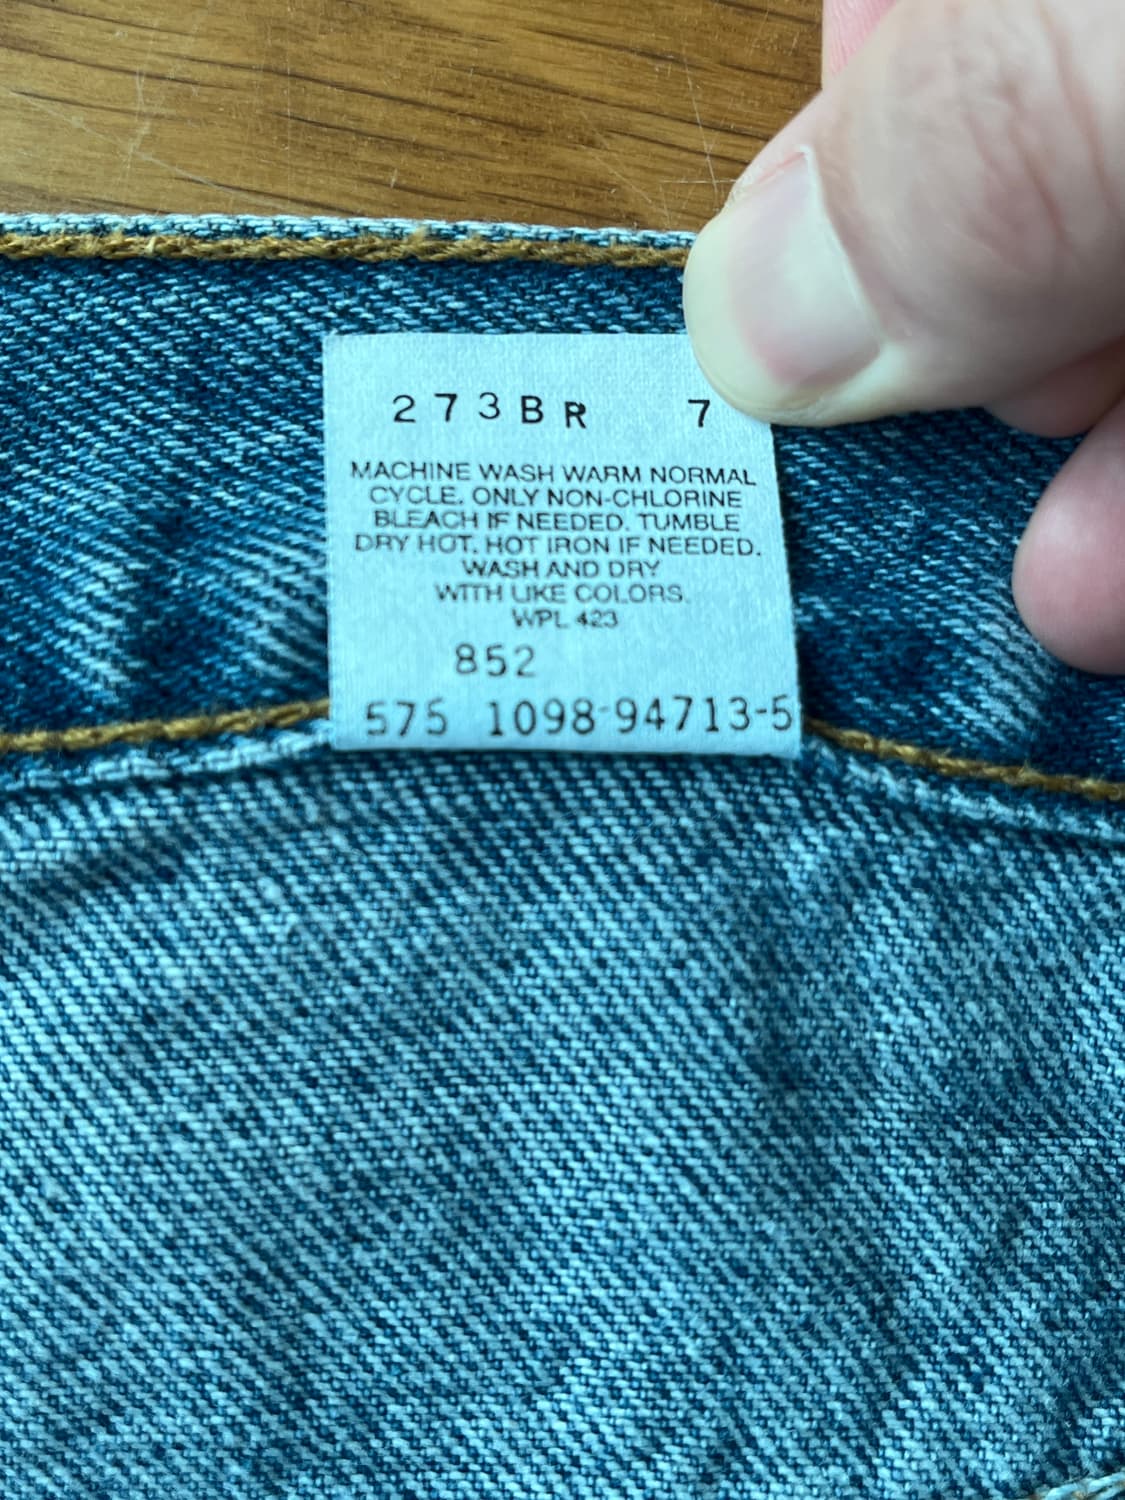 273BR 7
MACHINE WASH WARM NORMAL
CYCLE. ONLY NON-CHLORINE
BLEACH IF NEEDED. TUMBLE
DRY HOT. HOT IRON IF NEEDED.
WASH AND DRY
WITH LIKE COLORS.
WPL 423
852
575 1098-94713-5